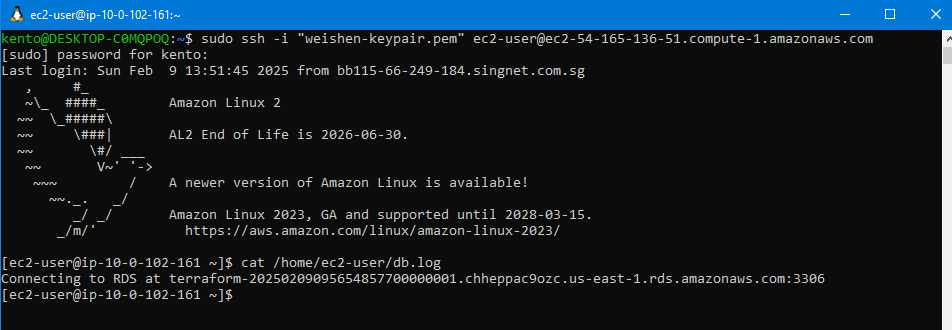 ec2-user@ip-10-0-102-161:~
kento@DESKTOP-C0MQPOQ:~$ sudo ssh -i "weishen-keypair.pem" ec2-user@ec2-54-165-136-51.compute-1.amazonaws.com
[sudo] password for kento:
Last login: Sun Feb  9 13:51:45 2025 from bb115-66-249-184.singnet.com.sg
   ,     #_
   ~\_  ####_        Amazon Linux 2
  ~~  \_#####\
  ~~     \###|       AL2 End of Life is 2026-06-30.
  ~~       \#/ ___
   ~~       V~' '->
    ~~~         /    A newer version of Amazon Linux is available!
      ~~._.   _/
         _/ _/       Amazon Linux 2023, GA and supported until 2028-03-15.
       _/m/'           https://aws.amazon.com/linux/amazon-linux-2023/
[ec2-user@ip-10-0-102-161 ~]$ cat /home/ec2-user/db.log
Connecting to RDS at terraform-20250209095654857700000001.chheppac9ozc.us-east-1.rds.amazonaws.com:3306
[ec2-user@ip-10-0-102-161 ~]$